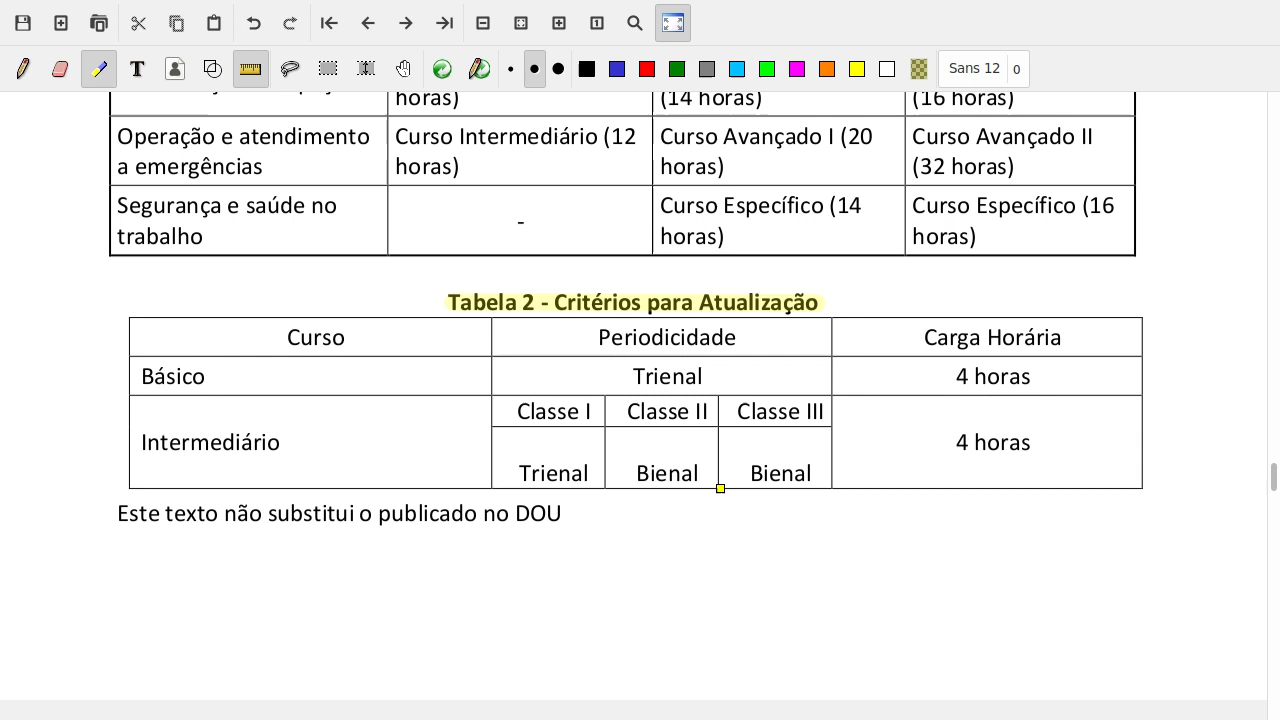 Sans 12 0
horas) (14 horas) (16 horas)
Operação e atendimento a emergências
Curso Intermediário (12 horas)
Curso Avançado I (20 horas)
Curso Avançado II (32 horas)
Segurança e saúde no trabalho
-
Curso Específico (14 horas)
Curso Específico (16 horas)
Tabela 2 - Critérios para Atualização
Curso Periodicidade Carga Horária
Básico Trienal 4 horas
Classe I Classe II Classe III
Intermediário 4 horas
Trienal Bienal Bienal
Este texto não substitui o publicado no DOU